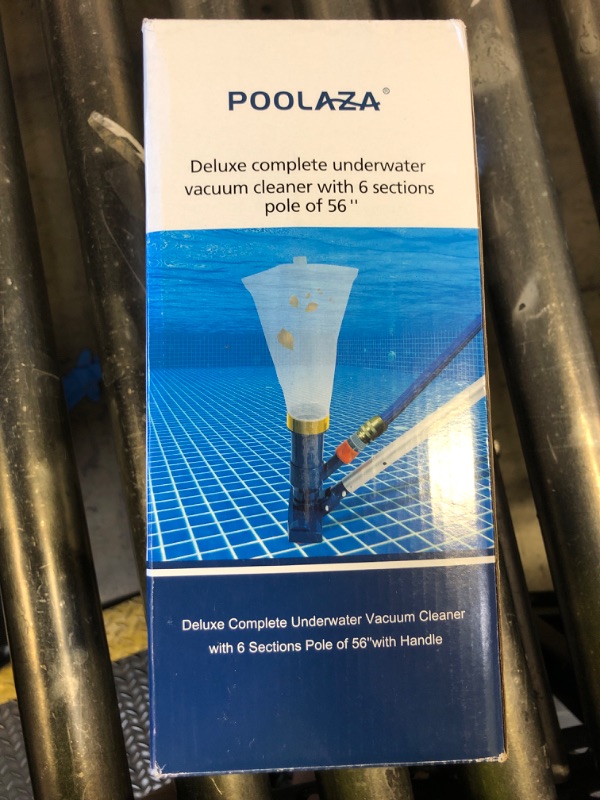 POOLAZA®
Deluxe complete underwater
vacuum cleaner with 6 sections
pole of 56"
Deluxe Complete Underwater Vacuum Cleaner
with 6 Sections Pole of 56"with Handle